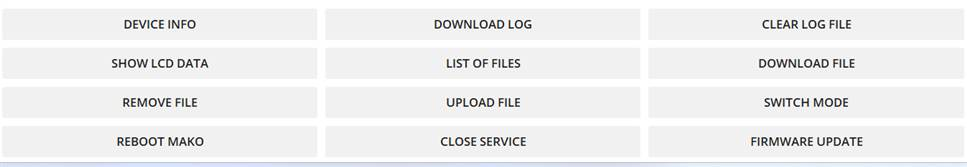 DEVICE INFO
DOWNLOAD LOG
CLEAR LOG FILE
SHOW LCD DATA
LIST OF FILES
DOWNLOAD FILE
REMOVE FILE
UPLOAD FILE
SWITCH MODE
REBOOT MAKO
CLOSE SERVICE
FIRMWARE UPDATE